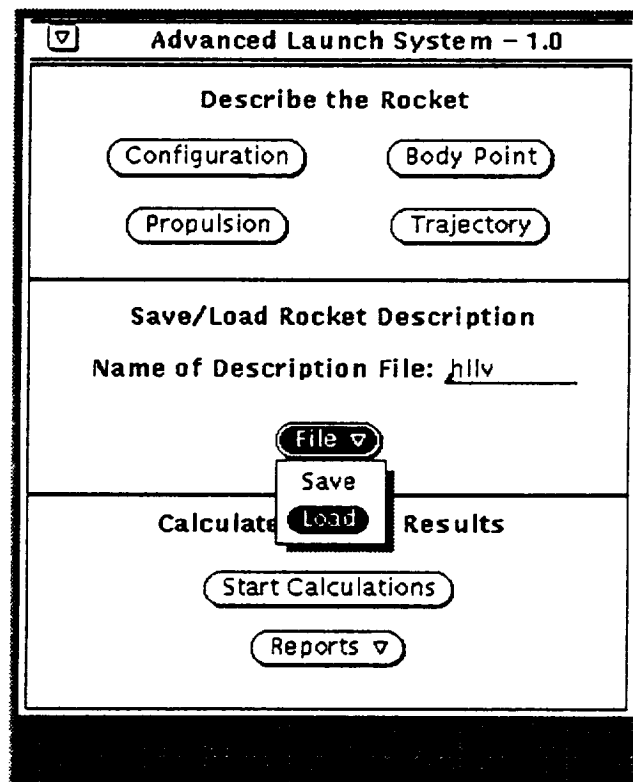 Advanced Launch System – 1.0
Describe the Rocket
Configuration Body Point
Propulsion Trajectory
Save/Load Rocket Description
Name of Description File: hllv
File
Save
Calculate Load Results
Start Calculations
Reports